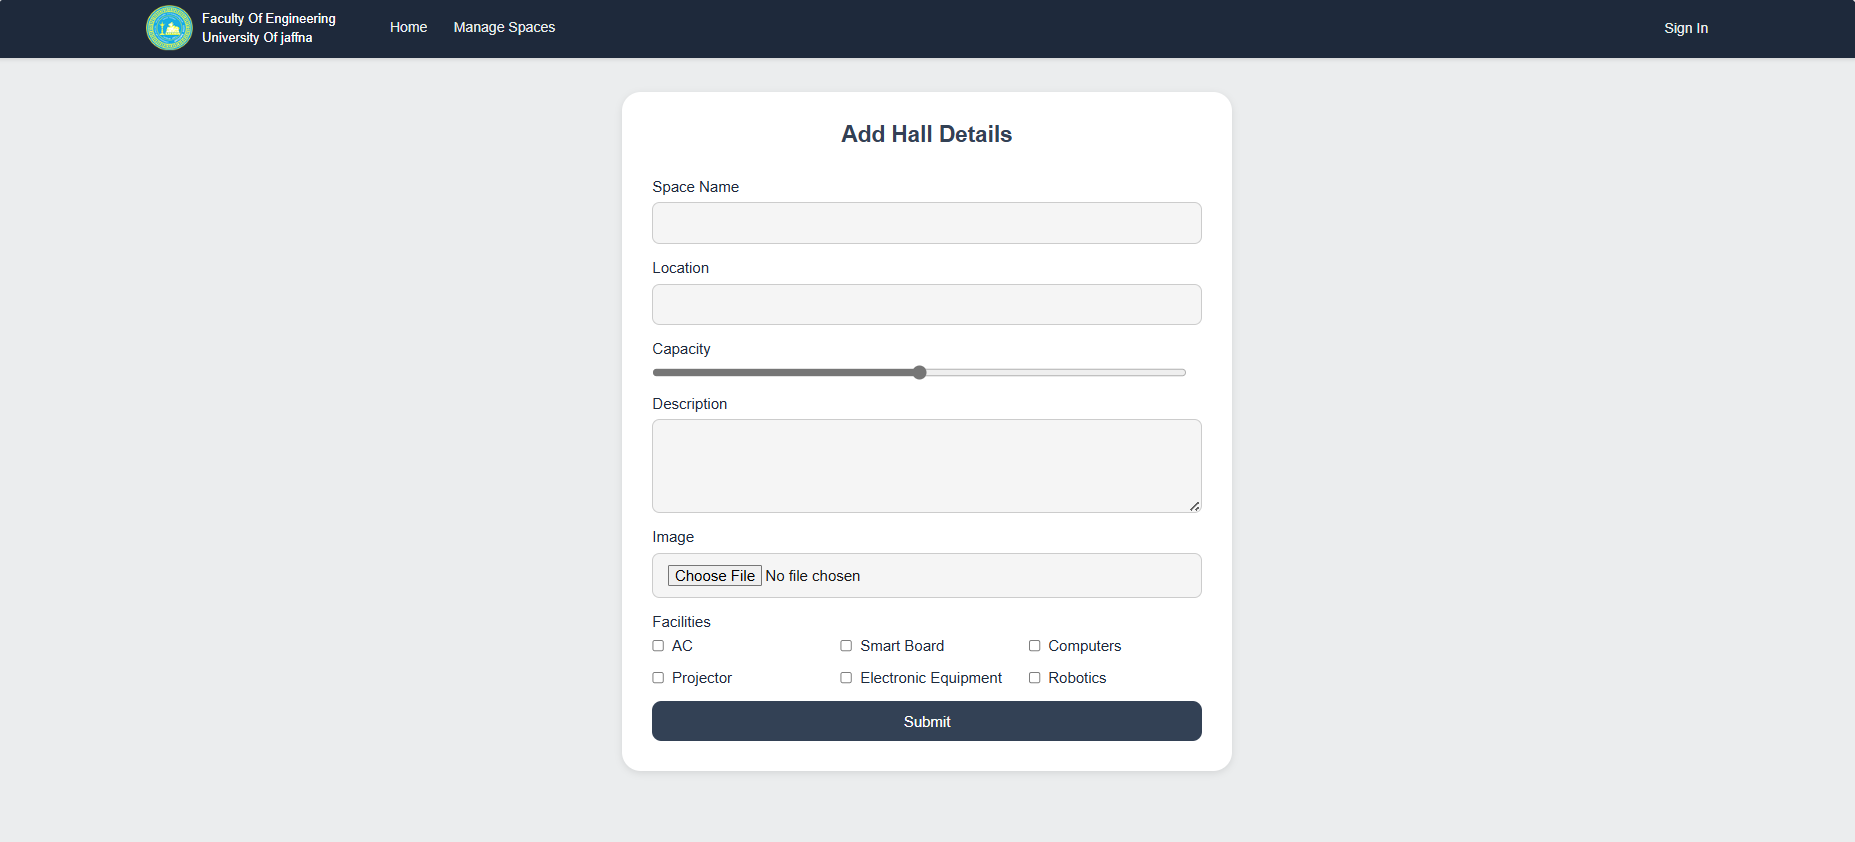 Faculty Of Engineering
University Of jaffna
Home
Manage Spaces
Sign In
Add Hall Details
Space Name
Location
Capacity
Description
Image
Choose File No file chosen
Facilities
AC
Smart Board
Computers
Projector
Electronic Equipment
Robotics
Submit